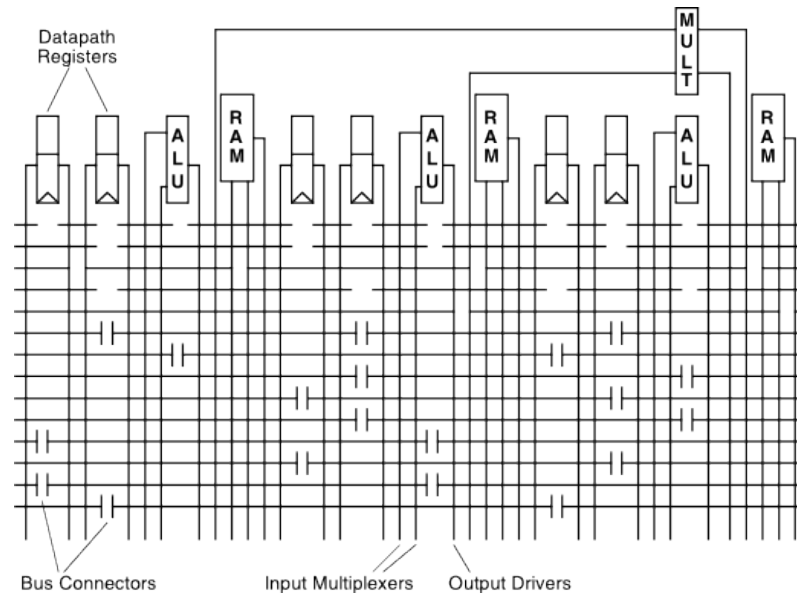 Datapath
Registers
MULT
RAM
RAM
RAM
ALU
ALU
ALU
Bus Connectors
Input Multiplexers
Output Drivers